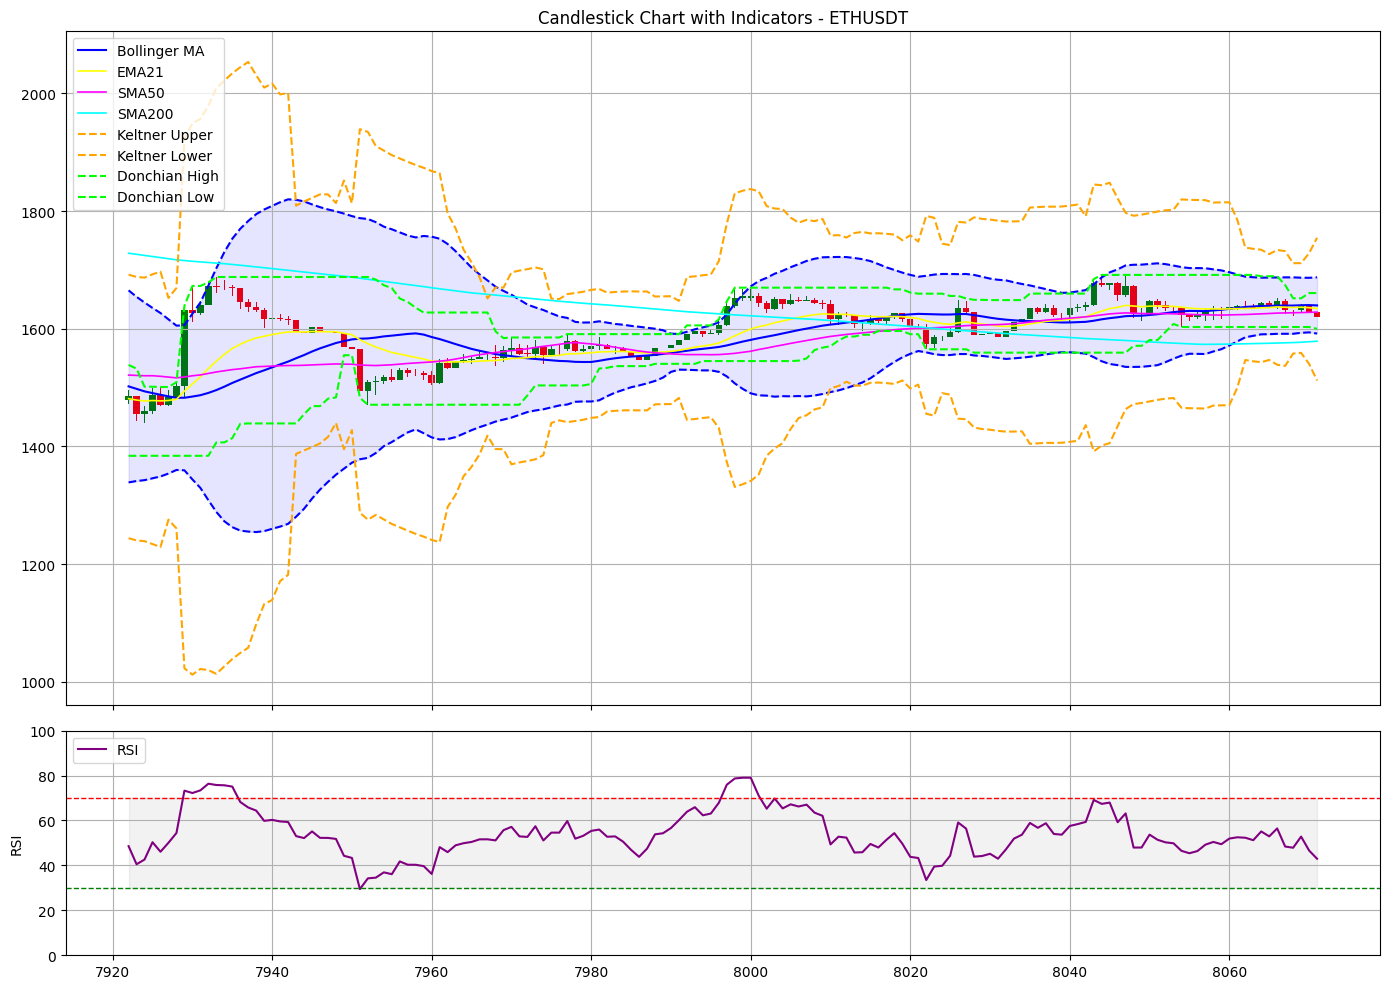 Candlestick Chart with Indicators - ETHUSDT
Bollinger MA
EMA21
SMA50
SMA200
Keltner Upper
Keltner Lower
Donchian High
Donchian Low
2000
1800
1600
1400
1200
1000
RSI
100
80
60
40
20
0
RSI
7920
7940
7960
7980
8000
8020
8040
8060